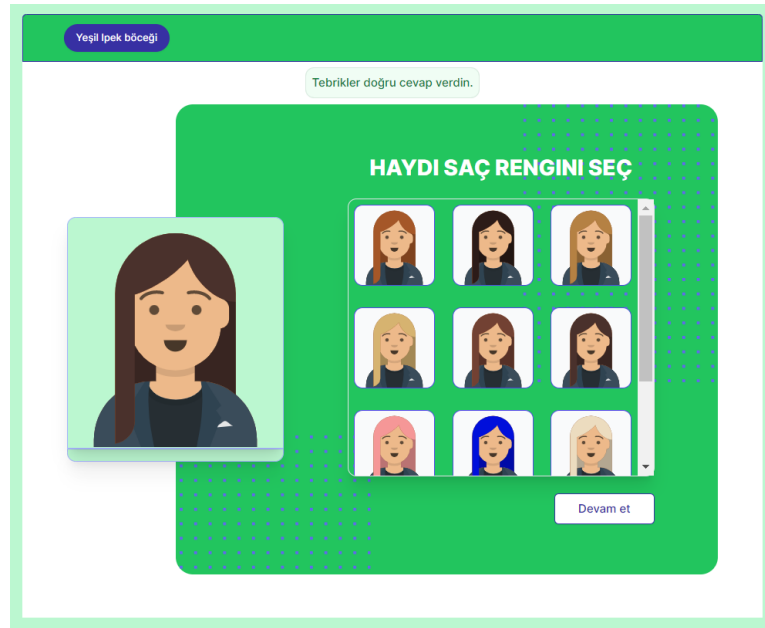 Yeşil Ipek böceği
Tebrikler doğru cevap verdin.
HAYDI SAÇ RENGINI SEÇ
Devam et